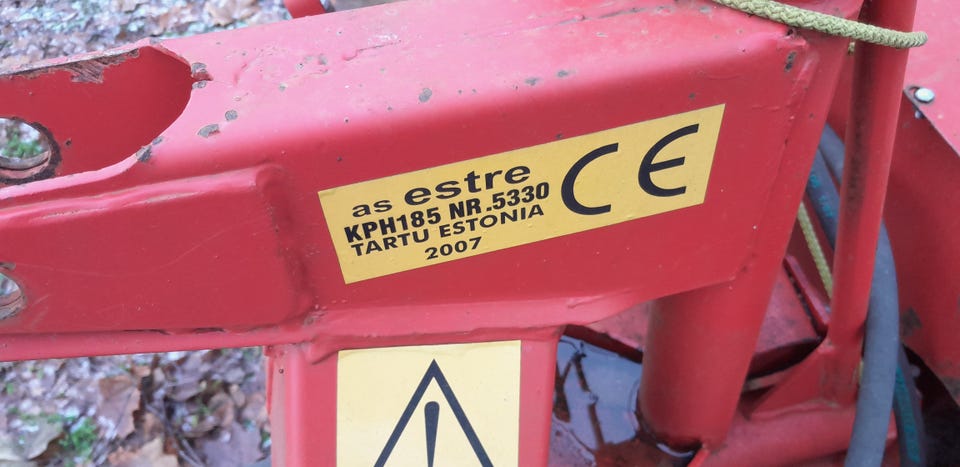 as estre
KPH185 NR.5330
TARTU ESTONIA
2007
CE